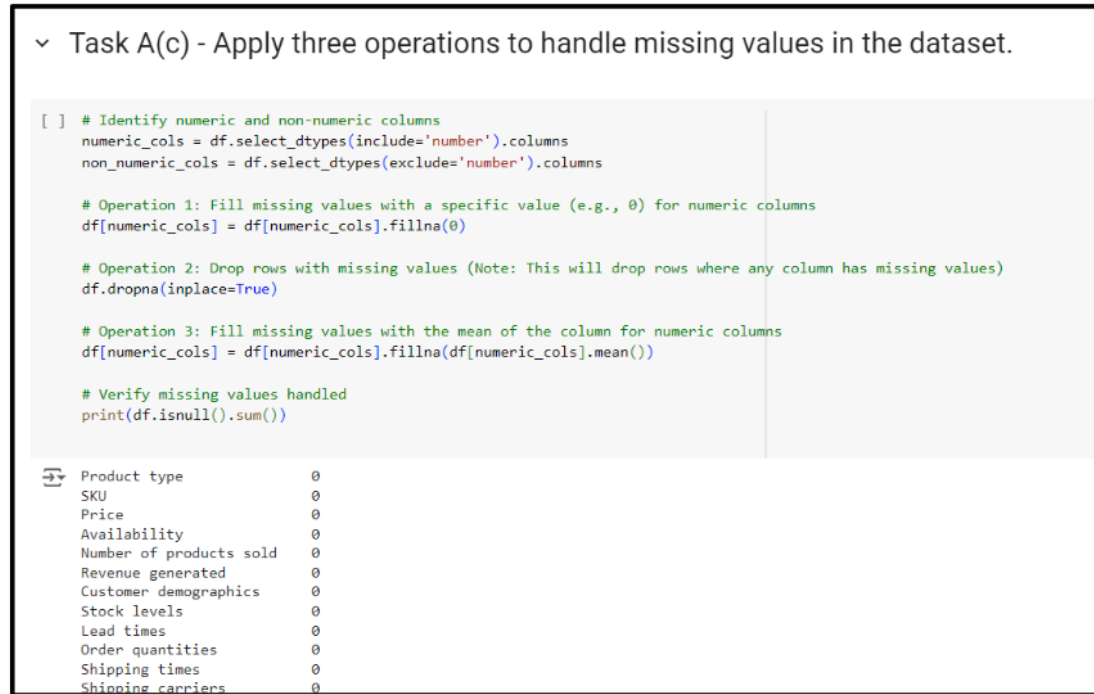 Task A(c) - Apply three operations to handle missing values in the dataset.
[ ] # Identify numeric and non-numeric columns
numeric_cols = df.select_dtypes(include='number').columns
non_numeric_cols = df.select_dtypes(exclude='number').columns
# Operation 1: Fill missing values with a specific value (e.g., 0) for numeric columns
df[numeric_cols] = df[numeric_cols].fillna(0)
# Operation 2: Drop rows with missing values (Note: This will drop rows where any column has missing values)
df.dropna(inplace=True)
# Operation 3: Fill missing values with the mean of the column for numeric columns
df[numeric_cols] = df[numeric_cols].fillna(df[numeric_cols].mean())
# Verify missing values handled
print(df.isnull().sum())
Product type 0
SKU 0
Price 0
Availability 0
Number of products sold 0
Revenue generated 0
Customer demographics 0
Stock levels 0
Lead times 0
Order quantities 0
Shipping times 0
Shipping carriers 0